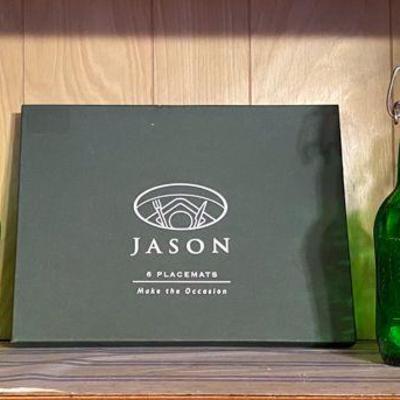 JASON
6 PLACEMATS
Make the Occasion